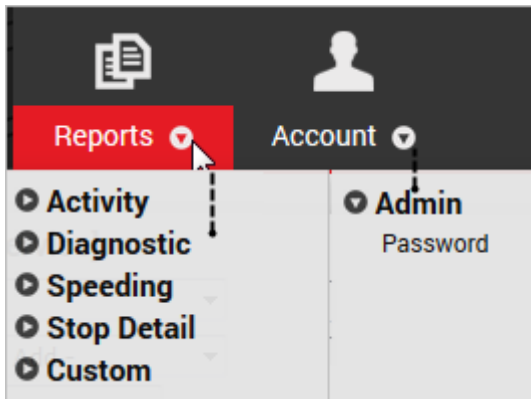 Reports
Account
Activity
Diagnostic
Speeding
Stop Detail
Custom
Admin
Password